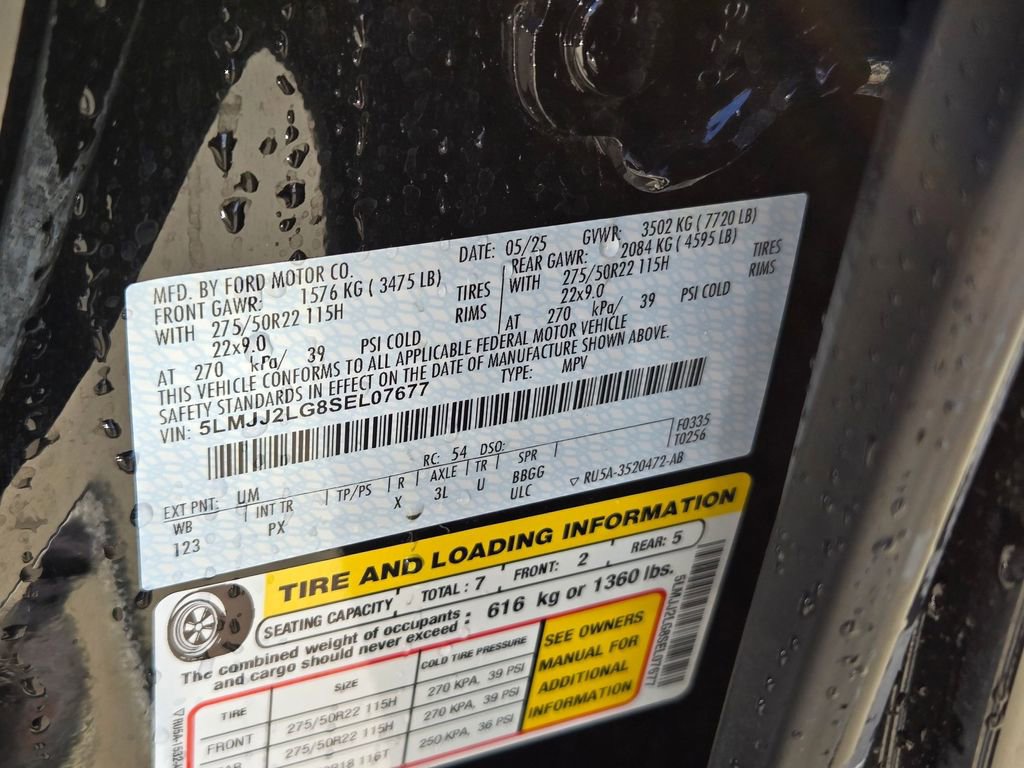 MFD. BY FORD MOTOR CO.
DATE: 05/25 GVWR: 3502 KG ( 7720 LB)
FRONT GAWR: 1576 KG ( 3475 LB)
REAR GAWR: 2084 KG ( 4595 LB)
WITH 275/50R22 115H TIRES
22x9.0 RIMS
AT 270 kPa/ 39 PSI COLD
WITH 275/50R22 115H TIRES
22x9.0 RIMS
AT 270 kPa/ 39 PSI COLD
THIS VEHICLE CONFORMS TO ALL APPLICABLE FEDERAL MOTOR VEHICLE
SAFETY STANDARDS IN EFFECT ON THE DATE OF MANUFACTURE SHOWN ABOVE.
VIN: 5LMJJ2LG8SEL07677 TYPE: MPV
EXT PNT: UM RC: 54 DSO: F0335
WB INT TR TP/PS R AXLE TR SPR T0256
123 PX X 3L U BBGG
ULC ▽ RU5A-3520472-AB
TIRE AND LOADING INFORMATION
SEATING CAPACITY TOTAL: 7 FRONT: 2 REAR: 5
The combined weight of occupants
and cargo should never exceed : 616 kg or 1360 lbs.
TIRE SIZE COLD TIRE PRESSURE
FRONT 275/50R22 115H 270 KPA, 39 PSI
275/50R22 115H 270 KPA, 39 PSI
116T 250 KPA, 36 PSI
SEE OWNERS
MANUAL FOR
ADDITIONAL
INFORMATION
5LMJJ2LG8SEL07677